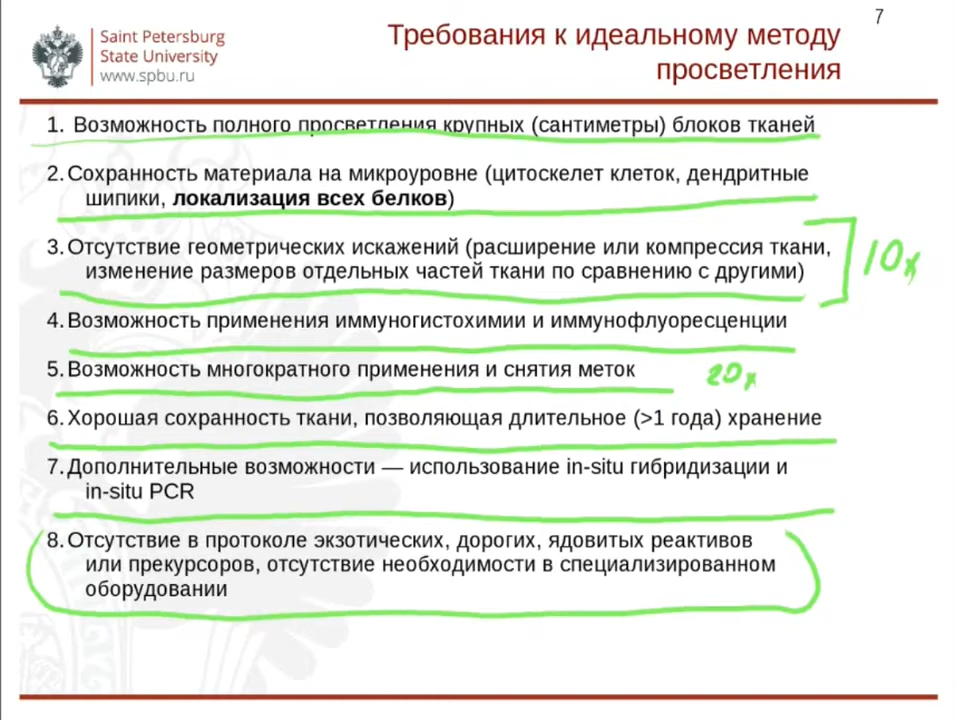 7
Saint Petersburg
State University
www.spbu.ru
Требования к идеальному методу
просветления
1. Возможность полного просветления крупных (сантиметры) блоков тканей
2. Сохранность материала на микроуровне (цитоскелет клеток, дендритные
шипики, локализация всех белков)
3. Отсутствие геометрических искажений (расширение или компрессия ткани,
изменение размеров отдельных частей ткани по сравнению с другими)
10x
4. Возможность применения иммуногистохимии и иммунофлуоресценции
5. Возможность многократного применения и снятия меток
20x
6. Хорошая сохранность ткани, позволяющая длительное (>1 года) хранение
7. Дополнительные возможности — использование in-situ гибридизации и
in-situ PCR
8. Отсутствие в протоколе экзотических, дорогих, ядовитых реактивов
или прекурсоров, отсутствие необходимости в специализированном
оборудовании